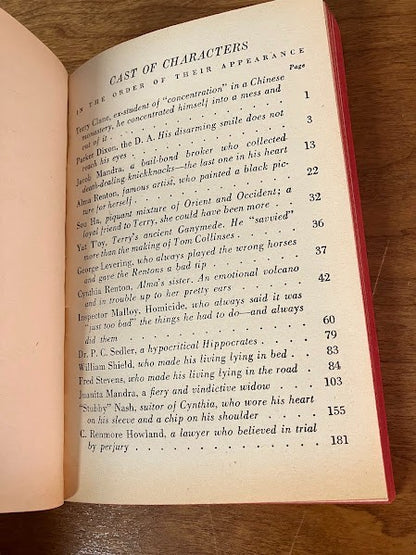 CAST OF CHARACTERS
IN THE ORDER OF THEIR APPEARANCE
Page
Terry Clane, ex-student of "concentration" in a Chinese
monastery, he concentrated himself into a mess and
out of it . . . . . . . . . . . . . . 1
Parker Dixon, the D. A. His disarming smile does not
reach his eyes . . . . . . . . . . . . 3
Jacob Mandra, a bail-bond broker who collected
death-dealing knickknacks—the last one in his heart 13
Alma Renton, famous artist, who painted a black pic-
ture for herself . . . . . . . . . . . . 22
Sou Ha, piquant mixture of Orient and Occident; a
loyal friend to Terry, she could have been more . . 32
Yat T'oy, Terry's ancient Ganymede. He "savvied"
more than the making of Tom Collinses . . . . . 36
George Levering, who always played the wrong horses
and gave the Rentons a bad tip . . . . . . . 37
Cynthia Renton, Alma's sister. An emotional volcano
and in trouble up to her pretty ears . . . . . . 42
Inspector Malloy, Homicide, who always said it was
"just too bad" the things he had to do—and always
did them . . . . . . . . . . . . . . 60
Dr. P. C. Sedler, a hypocritical Hippocrates . . . . . 79
William Shield, who made his living lying in bed . . . 83
Fred Stevens, who made his living lying in the road . . 84
Juanita Mandra, a fiery and vindictive widow . . . . 103
"Stubby" Nash, suitor of Cynthia, who wore his heart
on his sleeve and a chip on his shoulder . . . . . 155
C. Renmore Howland, a lawyer who believed in trial
by perjury . . . . . . . . . . . . . 181